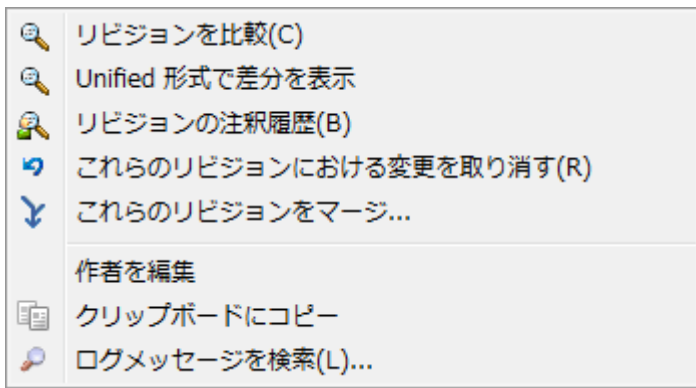 リビジョンを比較(C)
Unified 形式で差分を表示
リビジョンの注釈履歴(B)
これらのリビジョンにおける変更を取り消す(R)
これらのリビジョンをマージ...
作者を編集
クリップボードにコピー
ログメッセージを検索(L)...